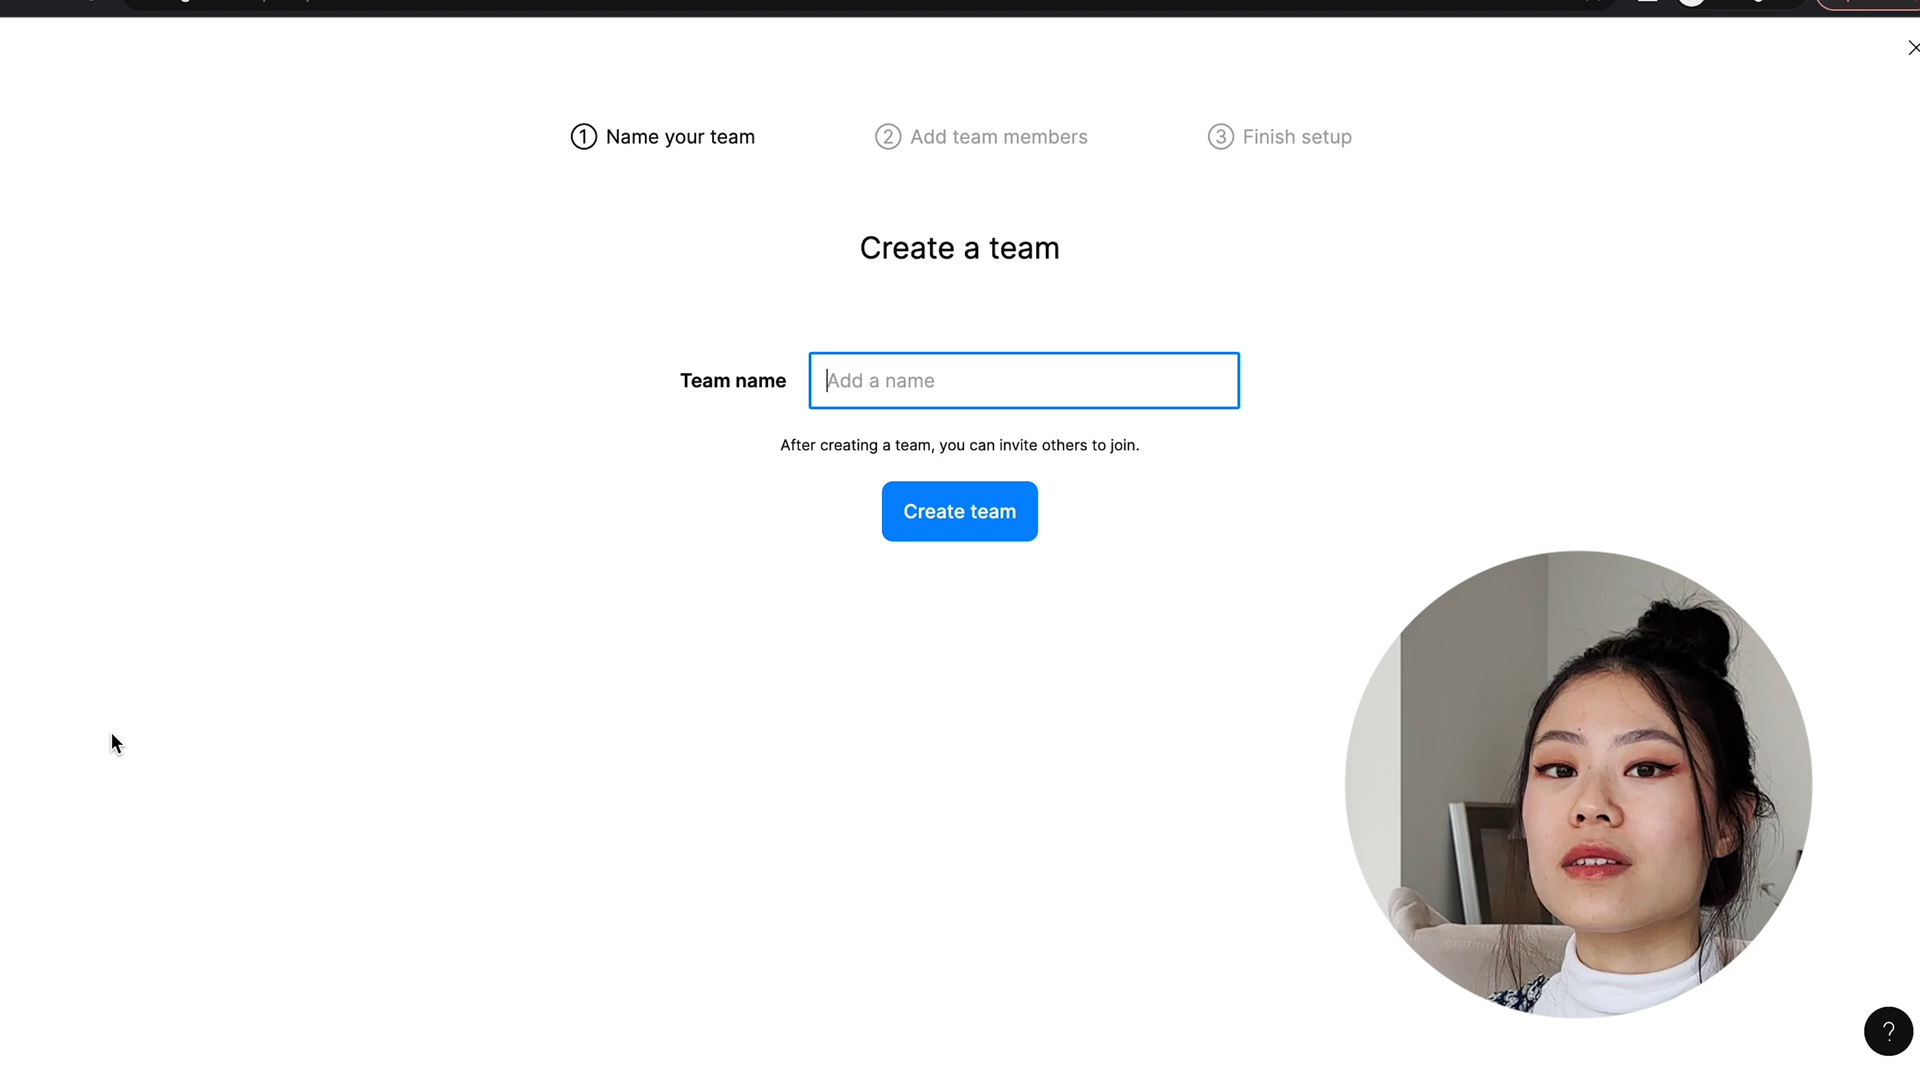 1 Name your team
2 Add team members
3 Finish setup
Create a team
Team name
Add a name
After creating a team, you can invite others to join.
Create team
?